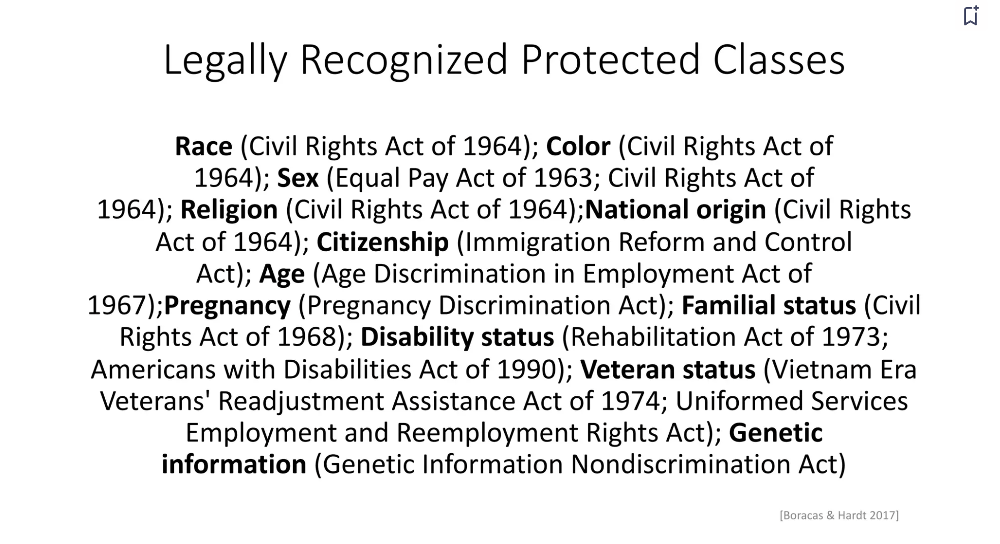 Legally Recognized Protected Classes
Race (Civil Rights Act of 1964); Color (Civil Rights Act of
1964); Sex (Equal Pay Act of 1963; Civil Rights Act of
1964); Religion (Civil Rights Act of 1964);National origin (Civil Rights
Act of 1964); Citizenship (Immigration Reform and Control
Act); Age (Age Discrimination in Employment Act of
1967);Pregnancy (Pregnancy Discrimination Act); Familial status (Civil
Rights Act of 1968); Disability status (Rehabilitation Act of 1973;
Americans with Disabilities Act of 1990); Veteran status (Vietnam Era
Veterans' Readjustment Assistance Act of 1974; Uniformed Services
Employment and Reemployment Rights Act); Genetic
information (Genetic Information Nondiscrimination Act)
[Boracas & Hardt 2017]